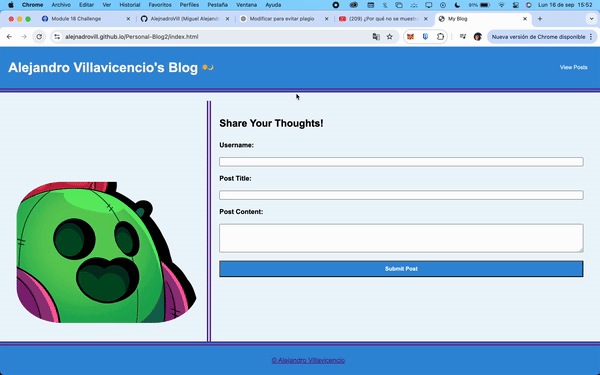 Chrome Archivo Editar Ver Historial Favoritos Perfiles Pestaña Ventana Ayuda 91% Lun 16 de sep 15:52
Module 18 Challenge
AlejandroVill (Miguel Alejand
Modificar para evitar plagio
(209) ¿Por qué no se muestra
My Blog
alejnadrovill.github.io/Personal-Blog2/index.html
Nueva versión de Chrome disponible
Alejandro Villavicencio's Blog
View Posts
Share Your Thoughts!
Username:
Post Title:
Post Content:
Submit Post
© Alejandro Villavicencio